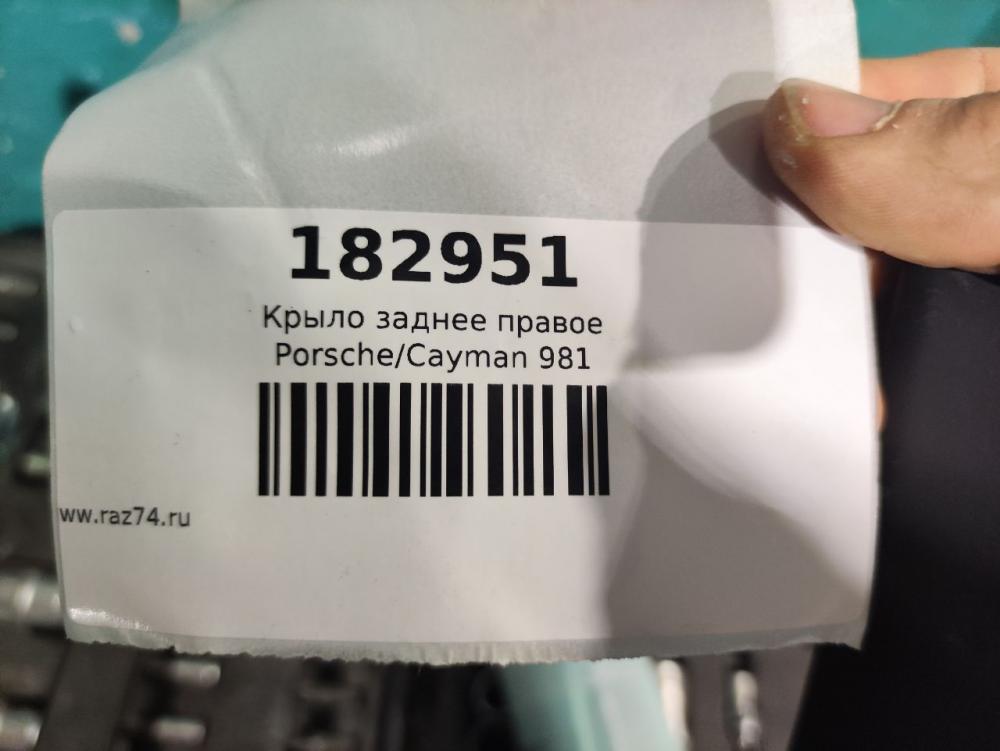 182951
Крыло заднее правое
Porsche/Cayman 981
ww.raz74.ru